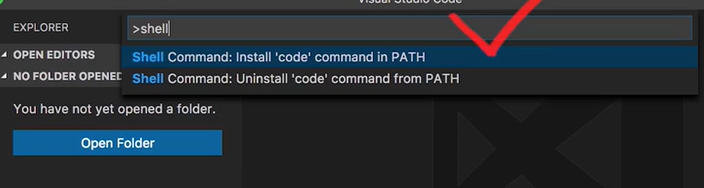 Visual Studio Code
EXPLORER
>shell
OPEN EDITORS
Shell Command: Install 'code' command in PATH
NO FOLDER OPENED
Shell Command: Uninstall 'code' command from PATH
You have not yet opened a folder.
Open Folder